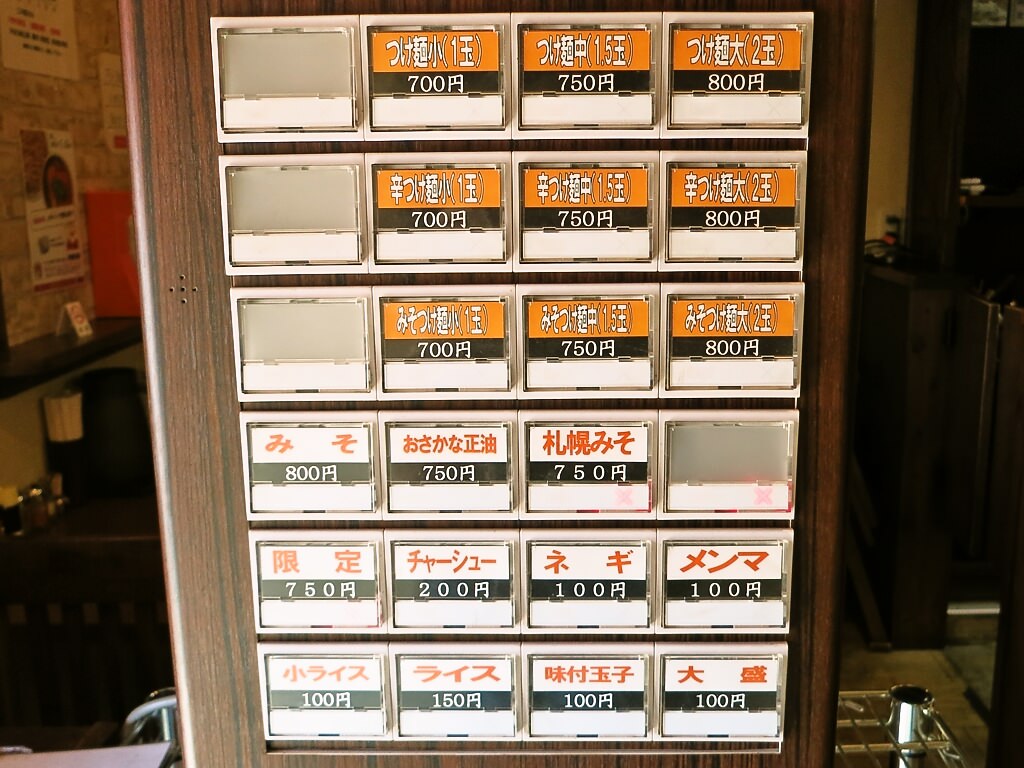 つけ麺小(1玉)
700円
つけ麺中(1.5玉)
750円
つけ麺大(2玉)
800円
辛つけ麺小(1玉)
700円
辛つけ麺中(1.5玉)
750円
辛つけ麺大(2玉)
800円
みそつけ麺小(1玉)
700円
みそつけ麺中(1.5玉)
750円
みそつけ麺大(2玉)
800円
みそ
800円
おさかな正油
750円
札幌みそ
750円
限定
750円
チャーシュー
200円
ネギ
100円
メンマ
100円
小ライス
100円
ライス
150円
味付玉子
100円
大盛
100円